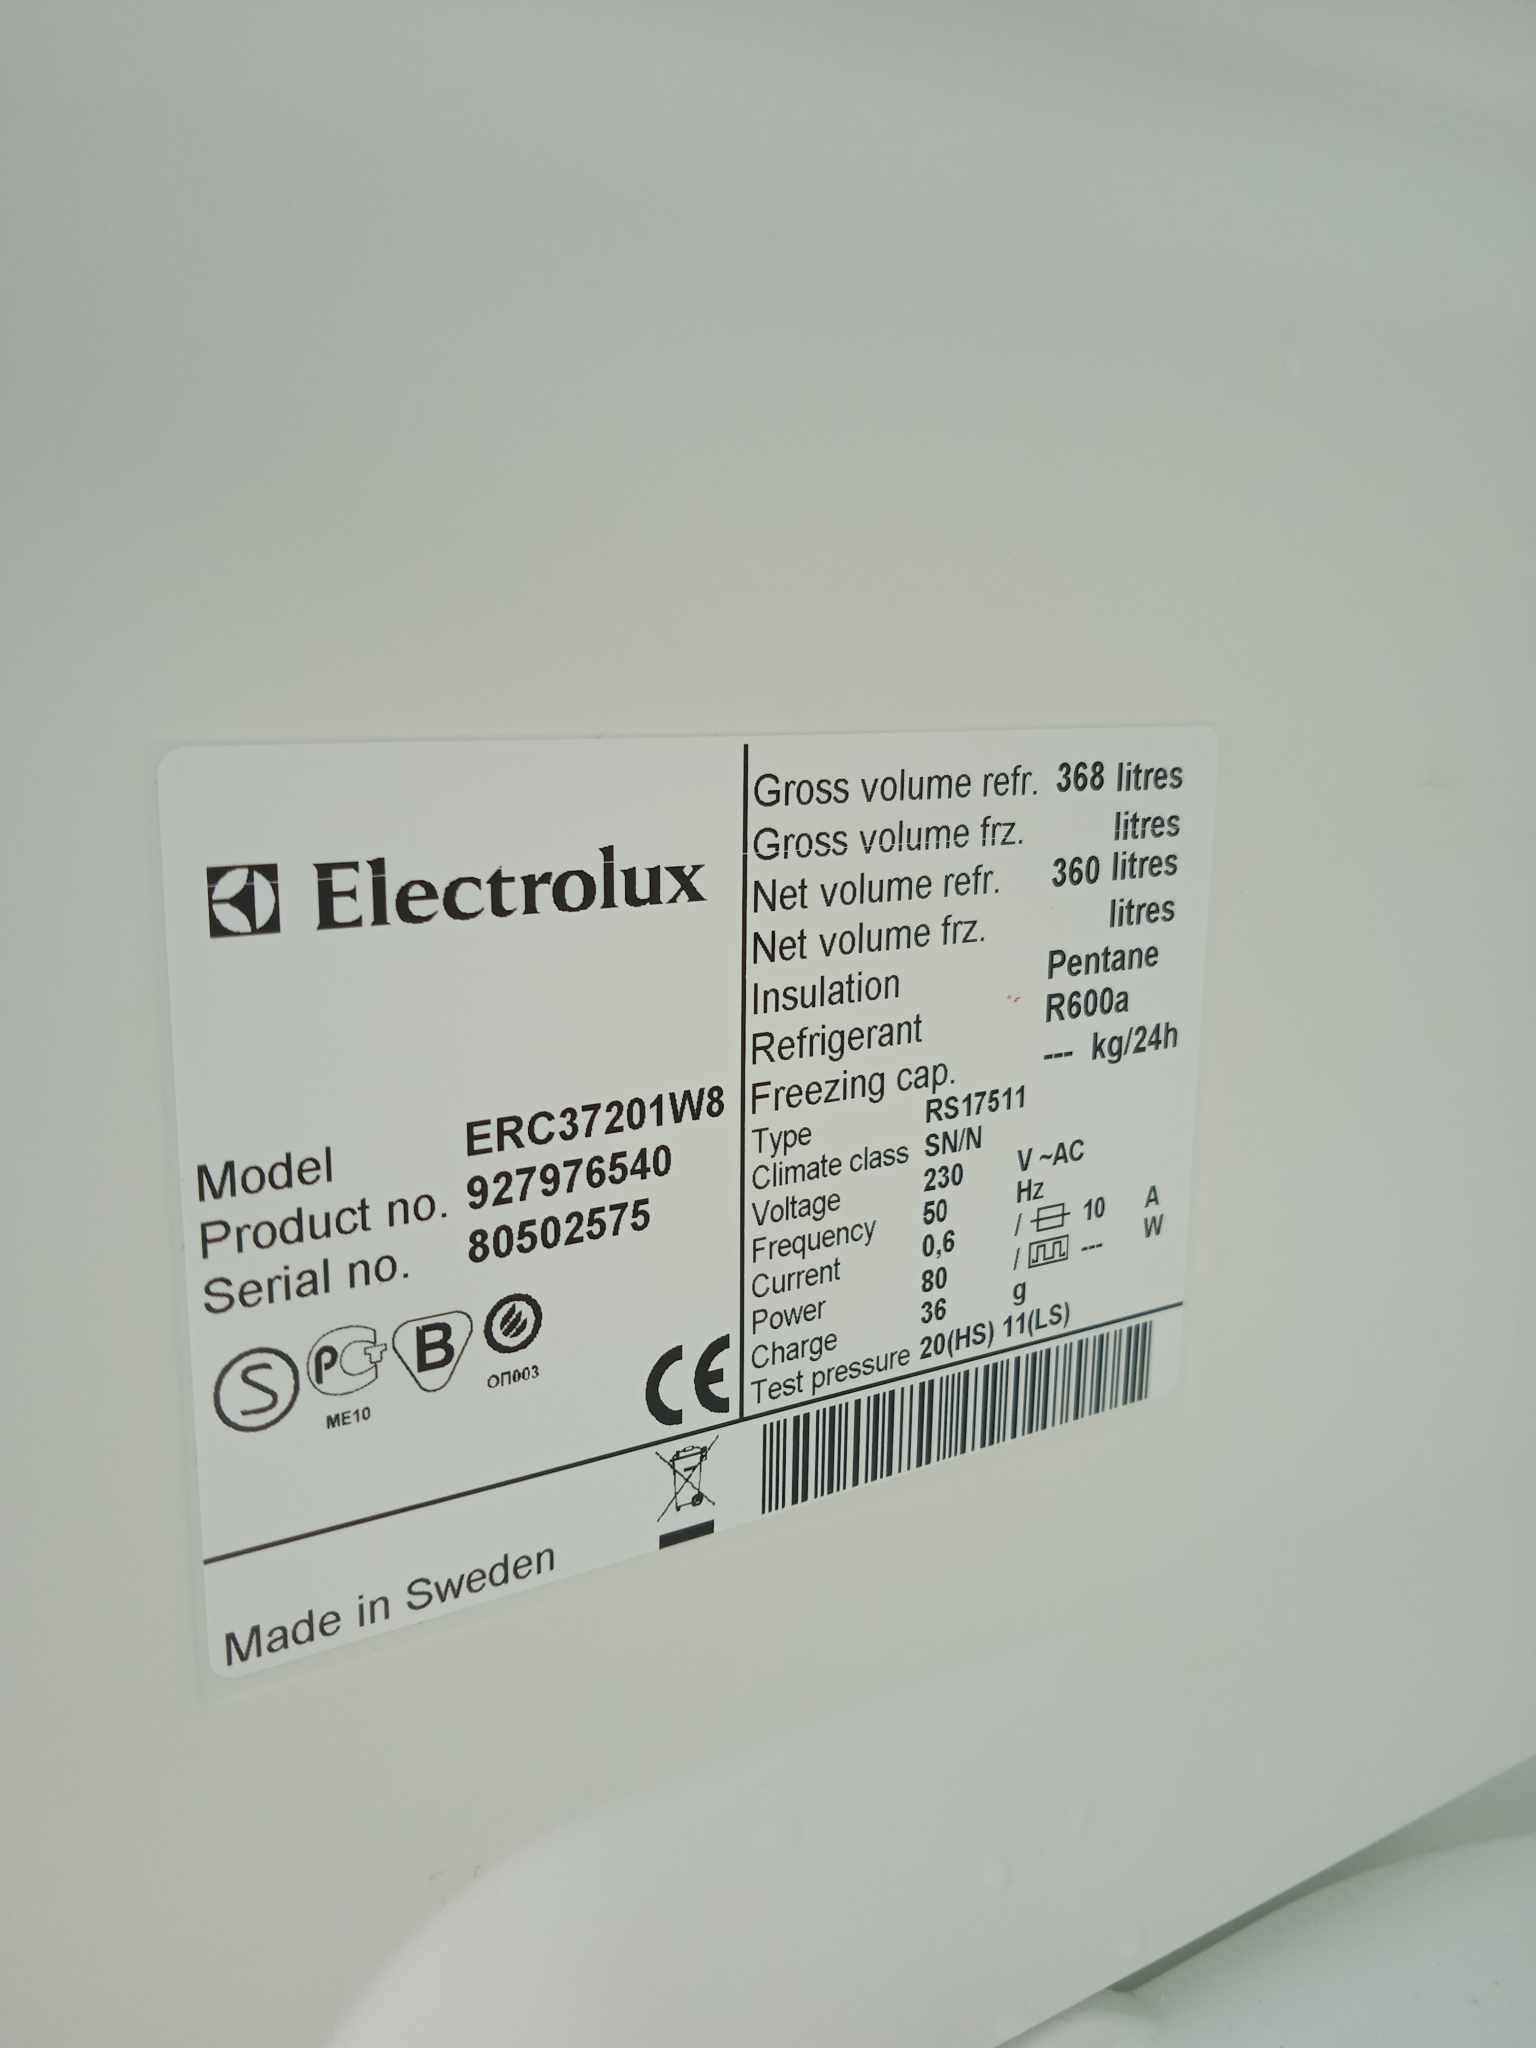 Electrolux
Model ERC37201W8
Product no. 927976540
Serial no. 80502575
S PCT B
ME10 ОП003
CE
Gross volume refr. 368 litres
Gross volume frz. litres
Net volume refr. 360 litres
Net volume frz. litres
Insulation Pentane
Refrigerant R600a
Freezing cap. --- kg/24h
Type RS17511
Climate class SN/N
Voltage 230 V ~AC
Frequency 50 Hz
Current 0,6 / 10 A
Power 80 / --- W
Charge 36 g
Test pressure 20(HS) 11(LS)
Made in Sweden